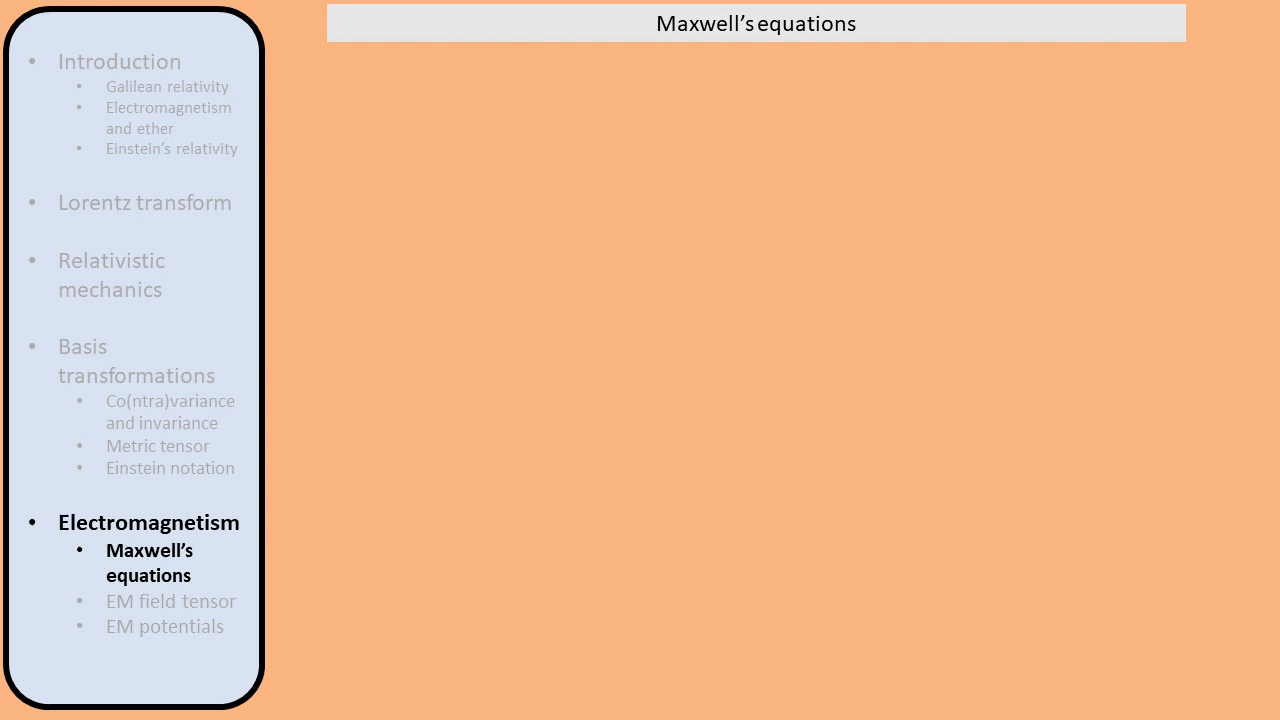 Maxwell's equations
• Introduction
• Galilean relativity
• Electromagnetism
and ether
• Einstein's relativity
• Lorentz transform
• Relativistic
mechanics
• Basis
transformations
• Co(ntra)variance
and invariance
• Metric tensor
• Einstein notation
• Electromagnetism
• Maxwell's
equations
• EM field tensor
• EM potentials